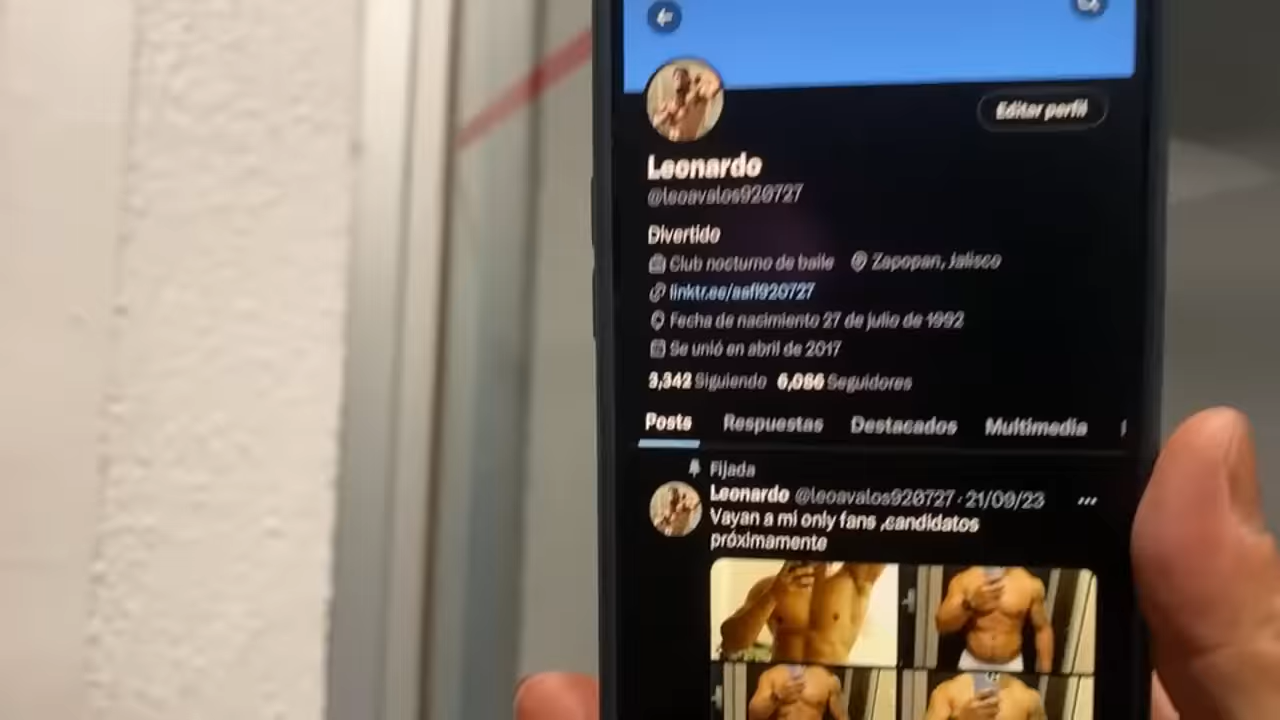 Editar perfil
Leonardo
@leoavalos920727
Divertido
Club nocturno de baile Zapopan, Jalisco
linktr.ee/aafl920727
Fecha de nacimiento 27 de julio de 1992
Se unió en abril de 2017
3,342 Siguiendo 6,086 Seguidores
Posts Respuestas Destacados Multimedia
Fijada
Leonardo @leoavalos920727 · 21/09/23 ...
Vayan a mi only fans ,candidatos
próximamente